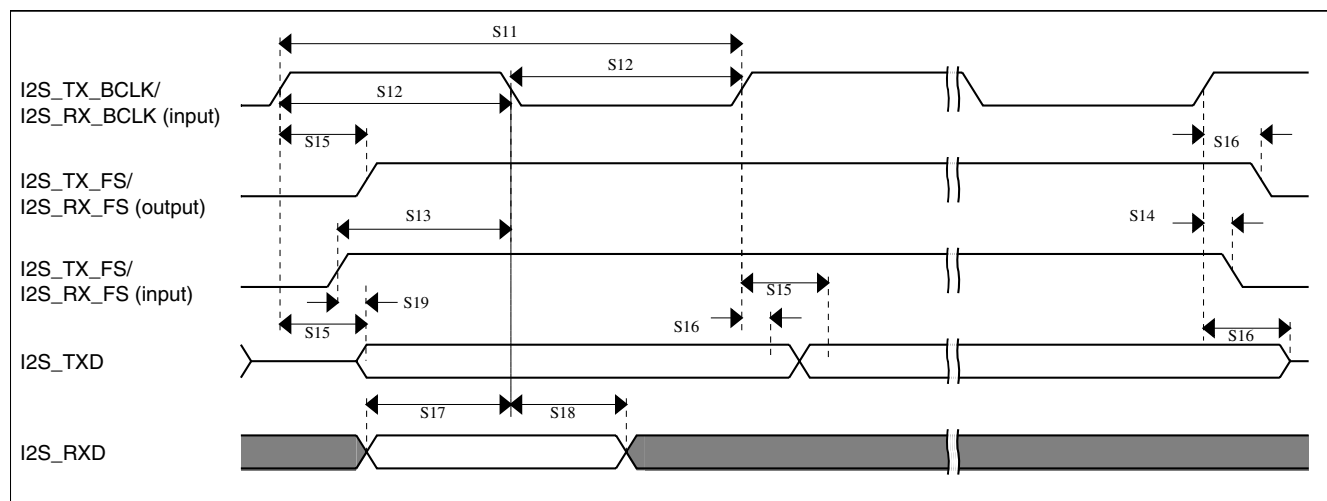 S11
I2S_TX_BCLK/
I2S_RX_BCLK (input)
S12
S12
S15
S16
I2S_TX_FS/
I2S_RX_FS (output)
S13
S14
I2S_TX_FS/
I2S_RX_FS (input)
S19
S15
S15
S16
S16
I2S_TXD
S17
S18
I2S_RXD